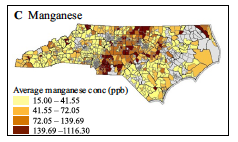 C Manganese
Average manganese conc (ppb)
15.00 – 41.55
41.55 – 72.05
72.05 – 139.69
139.69 –1116.30